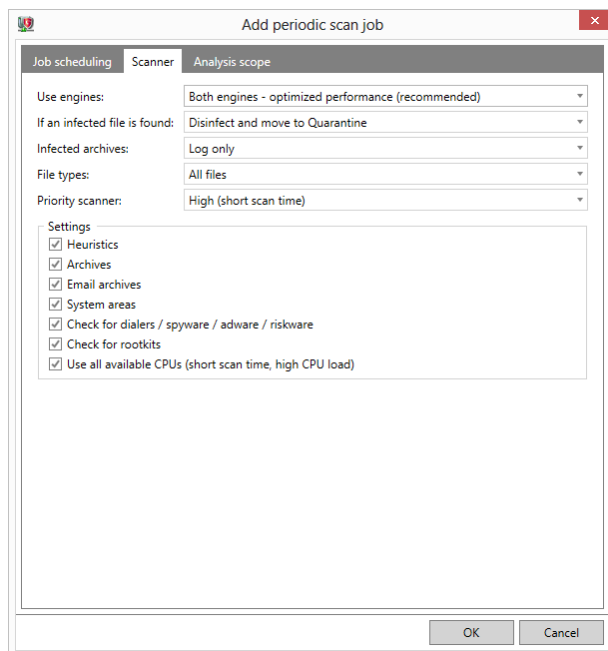 Add periodic scan job
Job scheduling Scanner Analysis scope
Use engines: Both engines - optimized performance (recommended)
If an infected file is found: Disinfect and move to Quarantine
Infected archives: Log only
File types: All files
Priority scanner: High (short scan time)
Settings
Heuristics
Archives
Email archives
System areas
Check for dialers / spyware / adware / riskware
Check for rootkits
Use all available CPUs (short scan time, high CPU load)
OK Cancel